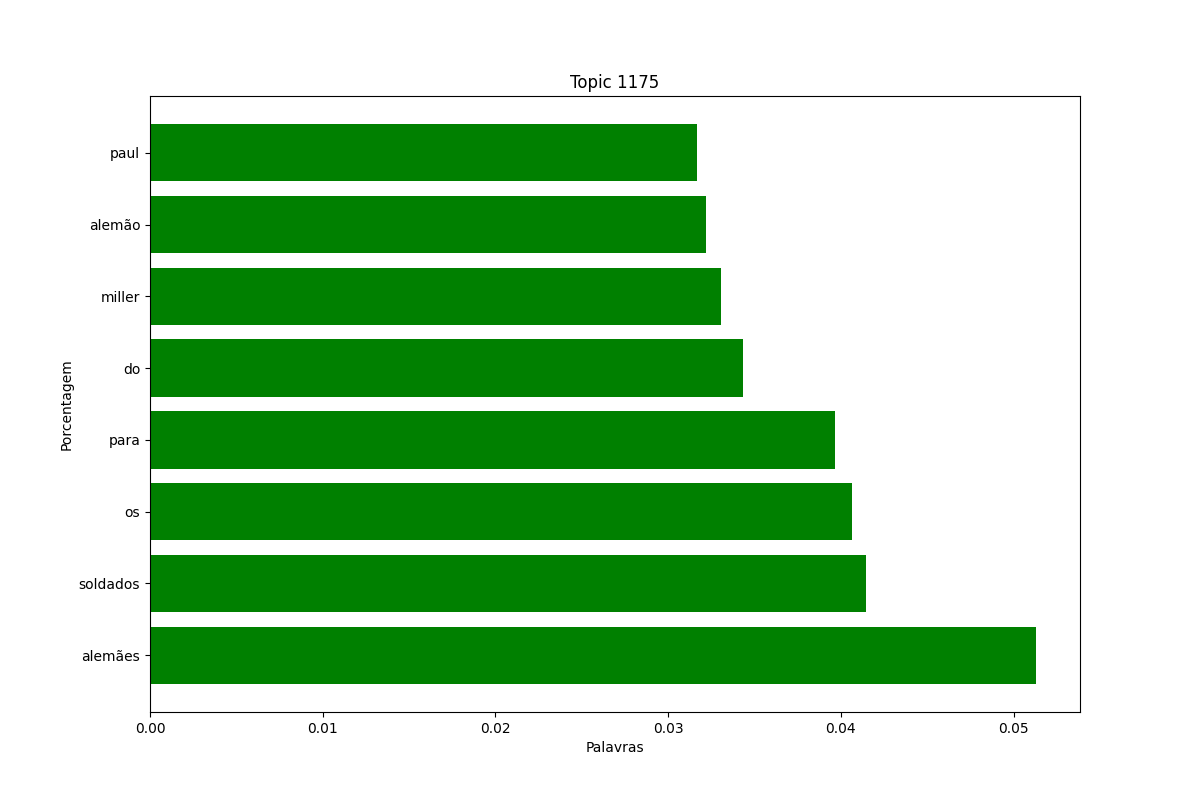 Topic 1175
paul
alemão
miller
do
para
os
soldados
alemães
Porcentagem
0.00 0.01 0.02 0.03 0.04 0.05
Palavras